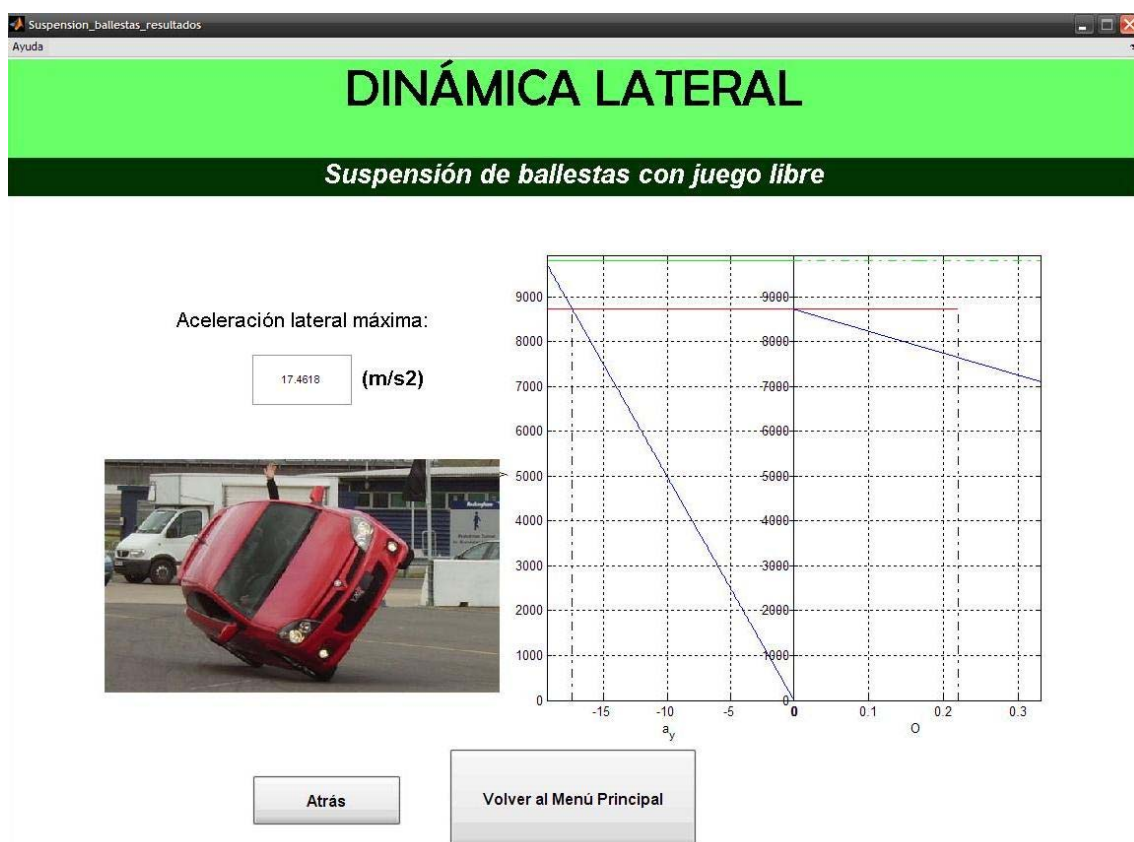 Suspension_ballestas_resultados
Ayuda
DINÁMICA LATERAL
Suspensión de ballestas con juego libre
Aceleración lateral máxima:
17.4618 (m/s2)
9000 9000
8000 8000
7000 7000
6000 6000
5000 5000
4000 4000
3000 3000
2000 2000
1000 1000
0 0
-15 -10 -5 0 0.1 0.2 0.3
ay O
Atrás
Volver al Menú Principal